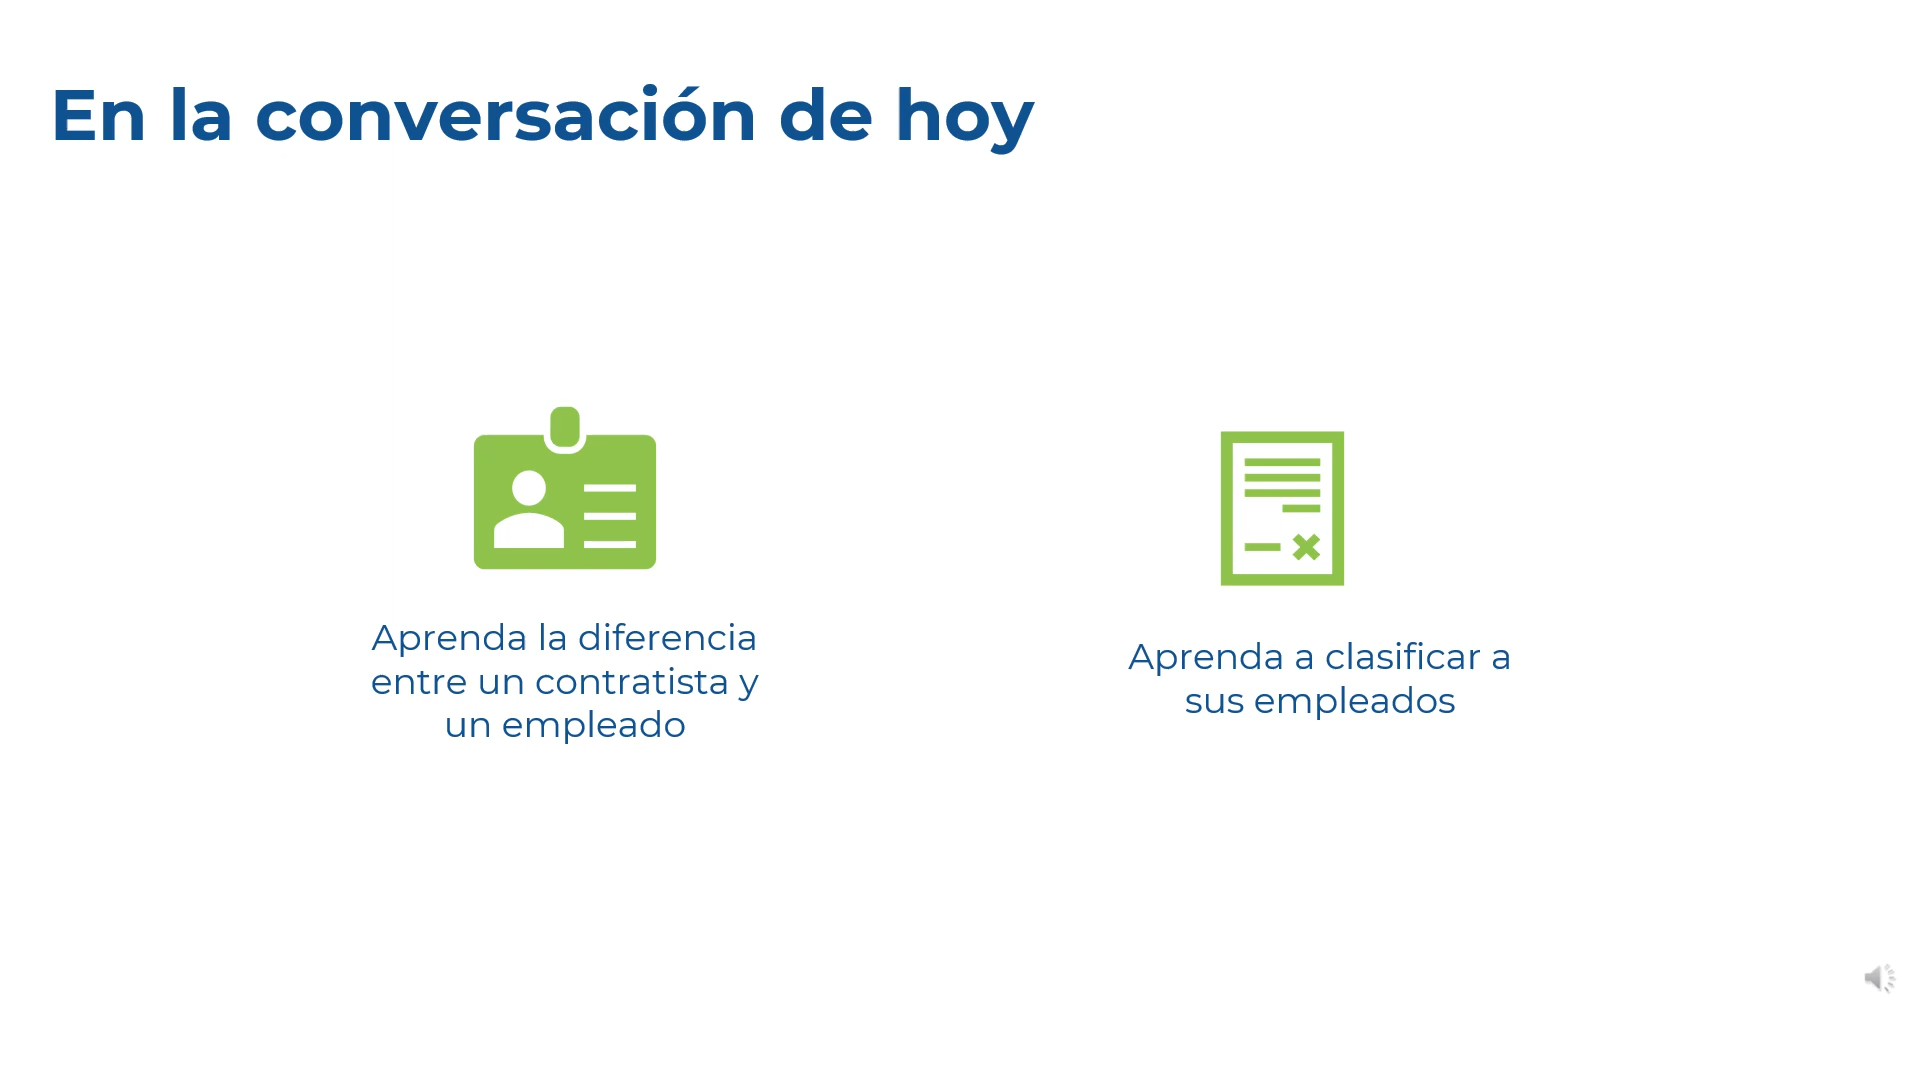 En la conversación de hoy
Aprenda la diferencia
entre un contratista y
un empleado
Aprenda a clasificar a
sus empleados